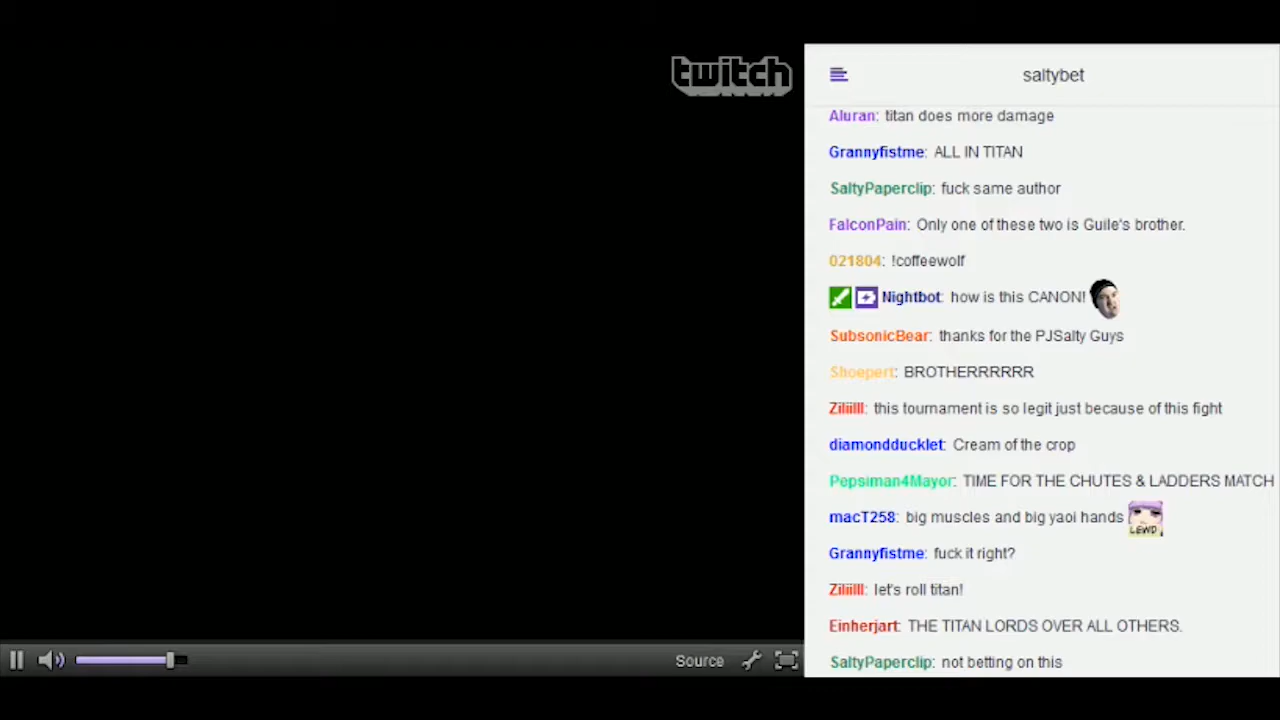 twitch
saltybet
Aluran: titan does more damage
Grannyfistme: ALL IN TITAN
SaltyPaperclip: fuck same author
FalconPain: Only one of these two is Guile's brother.
021804: !coffeewolf
Nightbot: how is this CANON!
SubsonicBear: thanks for the PJSalty Guys
Shoepert: BROTHERRRRRR
Ziliilll: this tournament is so legit just because of this fight
diamondducklet: Cream of the crop
Pepsiman4Mayor: TIME FOR THE CHUTES & LADDERS MATCH
macT258: big muscles and big yaoi hands
LEWD
Grannyfistme: fuck it right?
Ziliilll: let's roll titan!
Einherjart: THE TITAN LORDS OVER ALL OTHERS.
SaltyPaperclip: not betting on this
Source